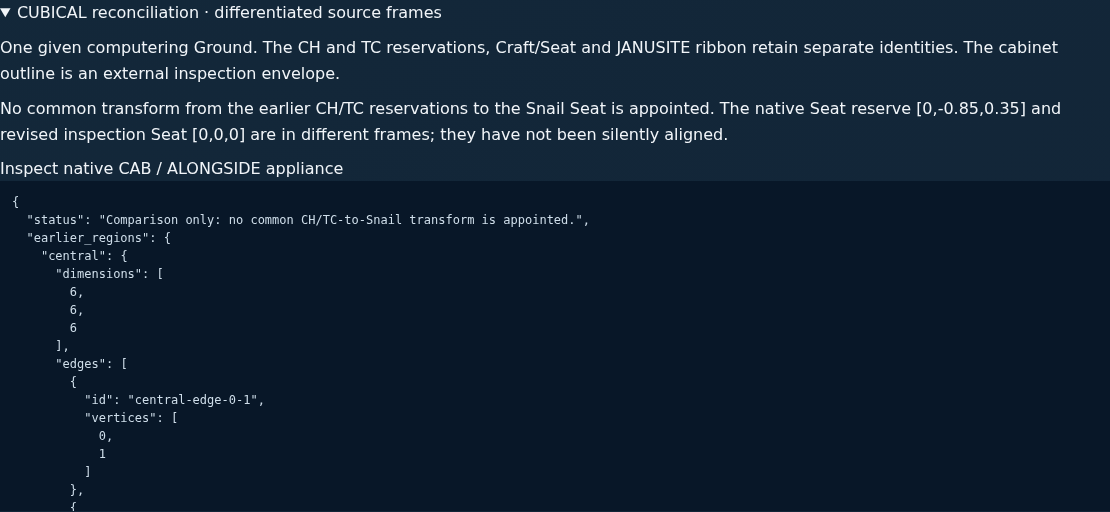 ▼ CUBICAL reconciliation · differentiated source frames
One given computering Ground. The CH and TC reservations, Craft/Seat and JANUSITE ribbon retain separate identities. The cabinet
outline is an external inspection envelope.
No common transform from the earlier CH/TC reservations to the Snail Seat is appointed. The native Seat reserve [0,-0.85,0.35] and
revised inspection Seat [0,0,0] are in different frames; they have not been silently aligned.
Inspect native CAB / ALONGSIDE appliance
{
  "status": "Comparison only: no common CH/TC-to-Snail transform is appointed.",
  "earlier_regions": {
    "central": {
      "dimensions": [
        6,
        6,
        6
      ],
      "edges": [
        {
          "id": "central-edge-0-1",
          "vertices": [
            0,
            1
          ]
        },
        {